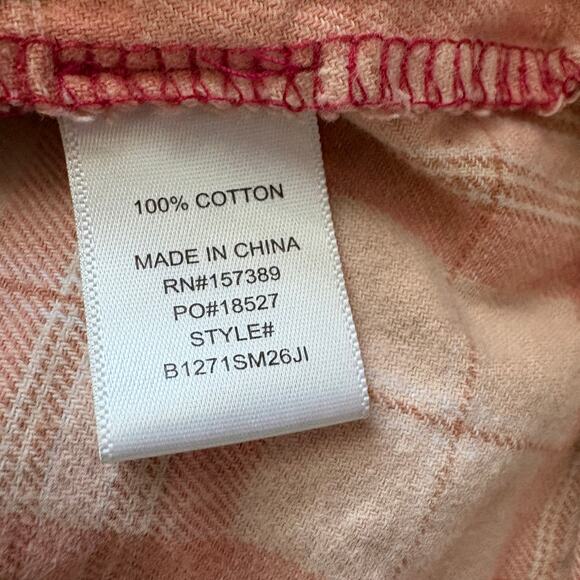 100% COTTON
MADE IN CHINA
RN#157389
PO#18527
STYLE#
B1271SM26JI